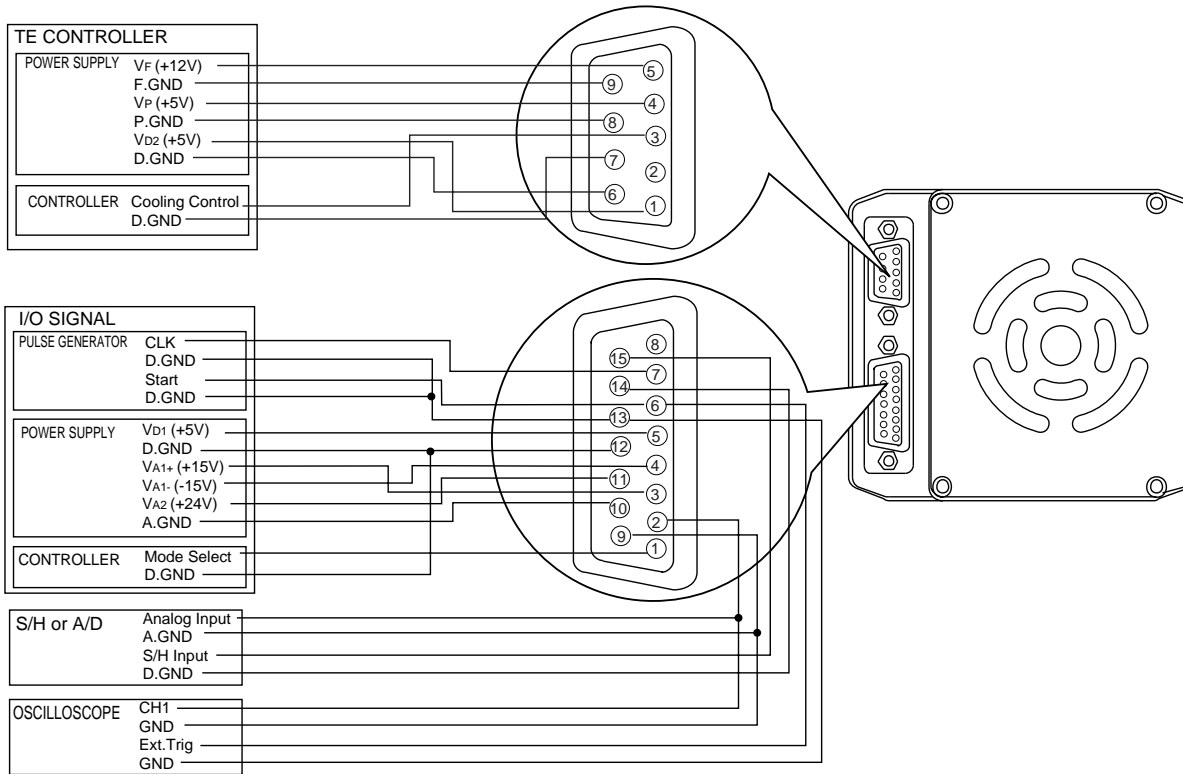 TE CONTROLLER
POWER SUPPLY
VF (+12V)
F.GND
VP (+5V)
P.GND
VD2 (+5V)
D.GND
CONTROLLER
Cooling Control
D.GND
5
9
4
8
3
7
2
6
1
I/O SIGNAL
PULSE GENERATOR
CLK
D.GND
Start
D.GND
POWER SUPPLY
VD1 (+5V)
D.GND
VA1+ (+15V)
VA1- (-15V)
VA2 (+24V)
A.GND
CONTROLLER
Mode Select
D.GND
8
15
7
14
6
13
5
12
4
11
3
10
2
9
1
S/H or A/D
Analog Input
A.GND
S/H Input
D.GND
OSCILLOSCOPE
CH1
GND
Ext.Trig
GND